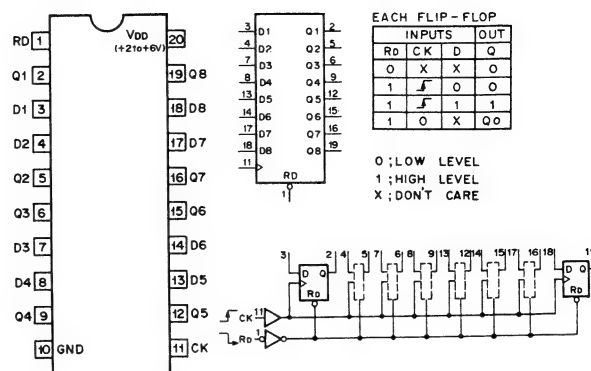 RD 1
VDD
(+2to+6V)
20
Q1 2
19 Q8
D1 3
18 D8
D2 4
17 D7
Q2 5
16 Q7
Q3 6
15 Q6
D3 7
14 D6
D4 8
13 D5
Q4 9
12 Q5
10 GND
11 CK
3 D1 Q1 2
4 D2 Q2 5
7 D3 Q3 6
8 D4 Q4 9
13 D5 Q5 12
14 D6 Q6 15
17 D7 Q7 16
18 D8 Q8 19
11
RD
1
EACH FLIP-FLOP
INPUTS OUT
RD CK D Q
0 X X 0
1 0 0
1 1 1
1 0 X Q0
0 ;LOW LEVEL
1 ;HIGH LEVEL
X ;DON'T CARE
3 2 4 5 7 6 8 9 13 12 14 15 17 16 18
D Q
RD
D Q
RD
CK 11
RD 1